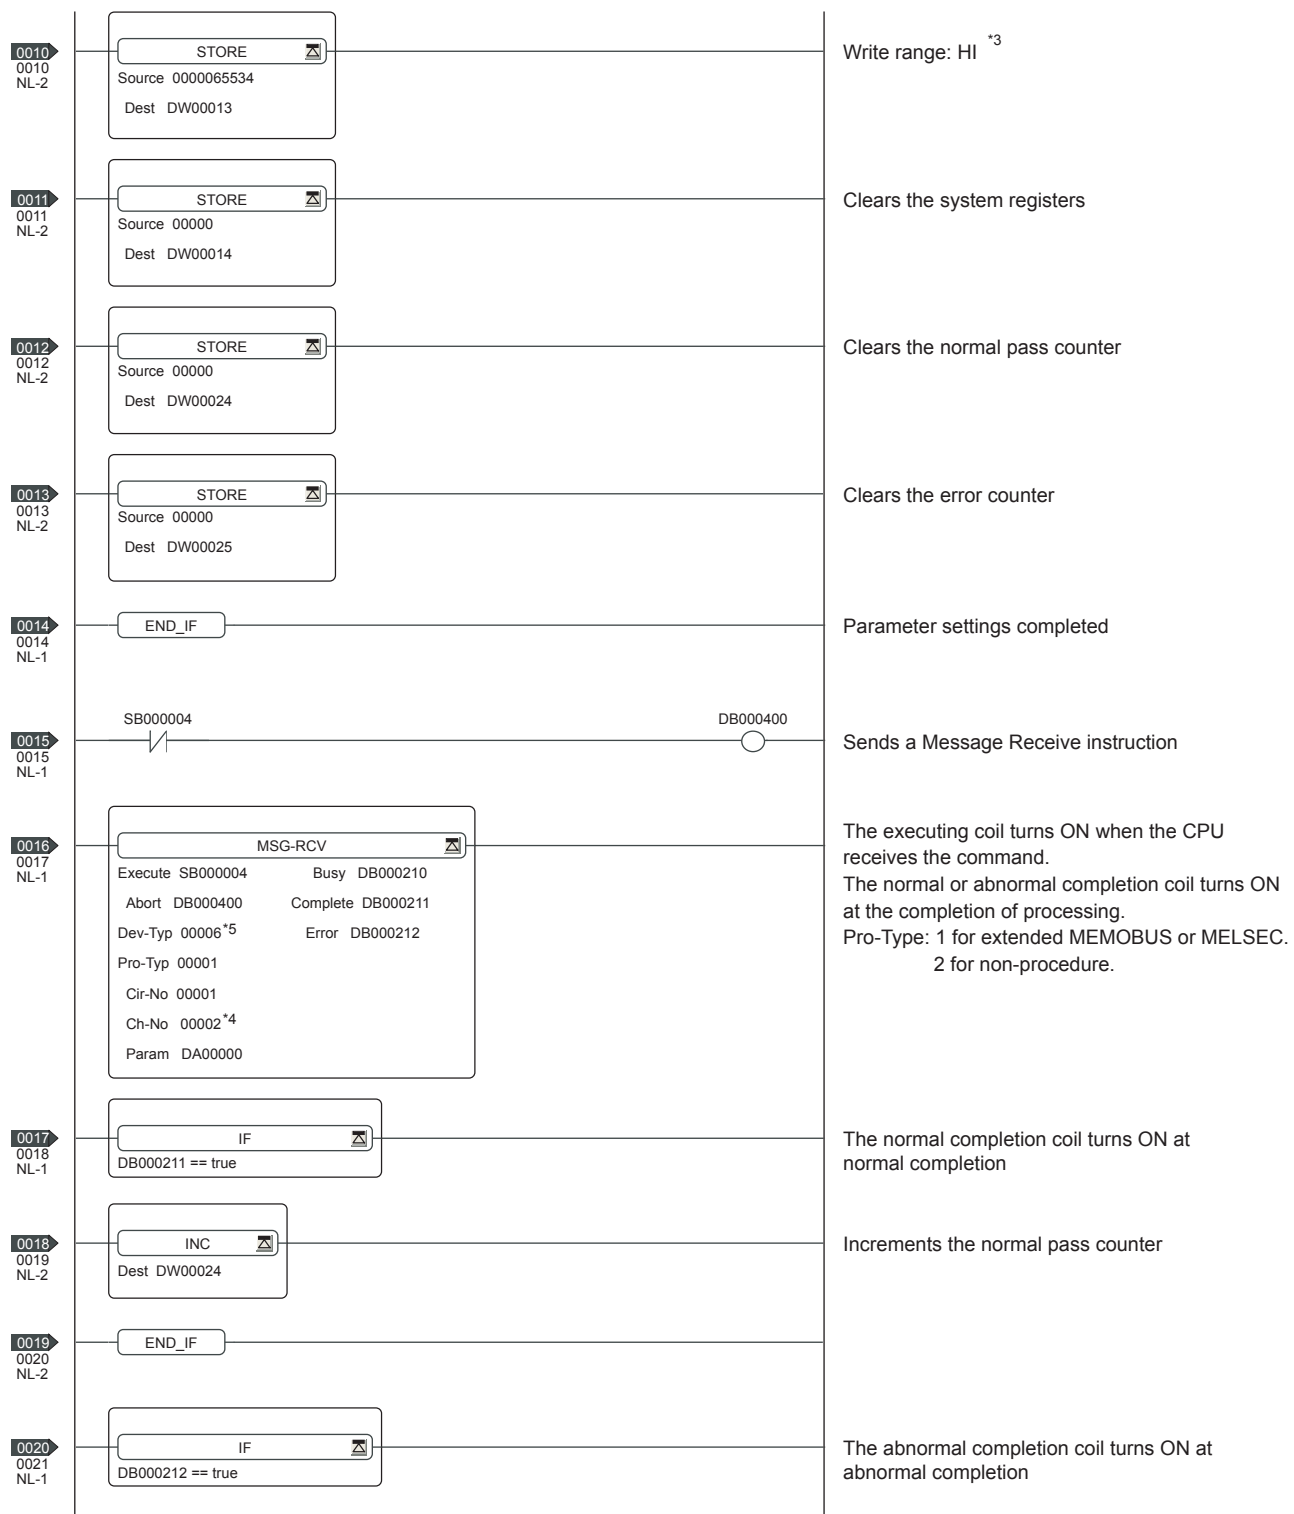 0010
0010
NL-2
STORE
Source 0000065534
Dest DW00013
Write range: HI *3
0011
0011
NL-2
STORE
Source 00000
Dest DW00014
Clears the system registers
0012
0012
NL-2
STORE
Source 00000
Dest DW00024
Clears the normal pass counter
0013
0013
NL-2
STORE
Source 00000
Dest DW00025
Clears the error counter
0014
0014
NL-1
END_IF
Parameter settings completed
0015
0015
NL-1
SB000004
DB000400
Sends a Message Receive instruction
0016
0017
NL-1
MSG-RCV
Execute SB000004 Busy DB000210
Abort DB000400 Complete DB000211
Dev-Typ 00006*5 Error DB000212
Pro-Typ 00001
Cir-No 00001
Ch-No 00002*4
Param DA00000
The executing coil turns ON when the CPU
receives the command.
The normal or abnormal completion coil turns ON
at the completion of processing.
Pro-Type: 1 for extended MEMOBUS or MELSEC.
2 for non-procedure.
0017
0018
NL-1
IF
DB000211 == true
The normal completion coil turns ON at
normal completion
0018
0019
NL-2
INC
Dest DW00024
Increments the normal pass counter
0019
0020
NL-2
END_IF
0020
0021
NL-1
IF
DB000212 == true
The abnormal completion coil turns ON at
abnormal completion